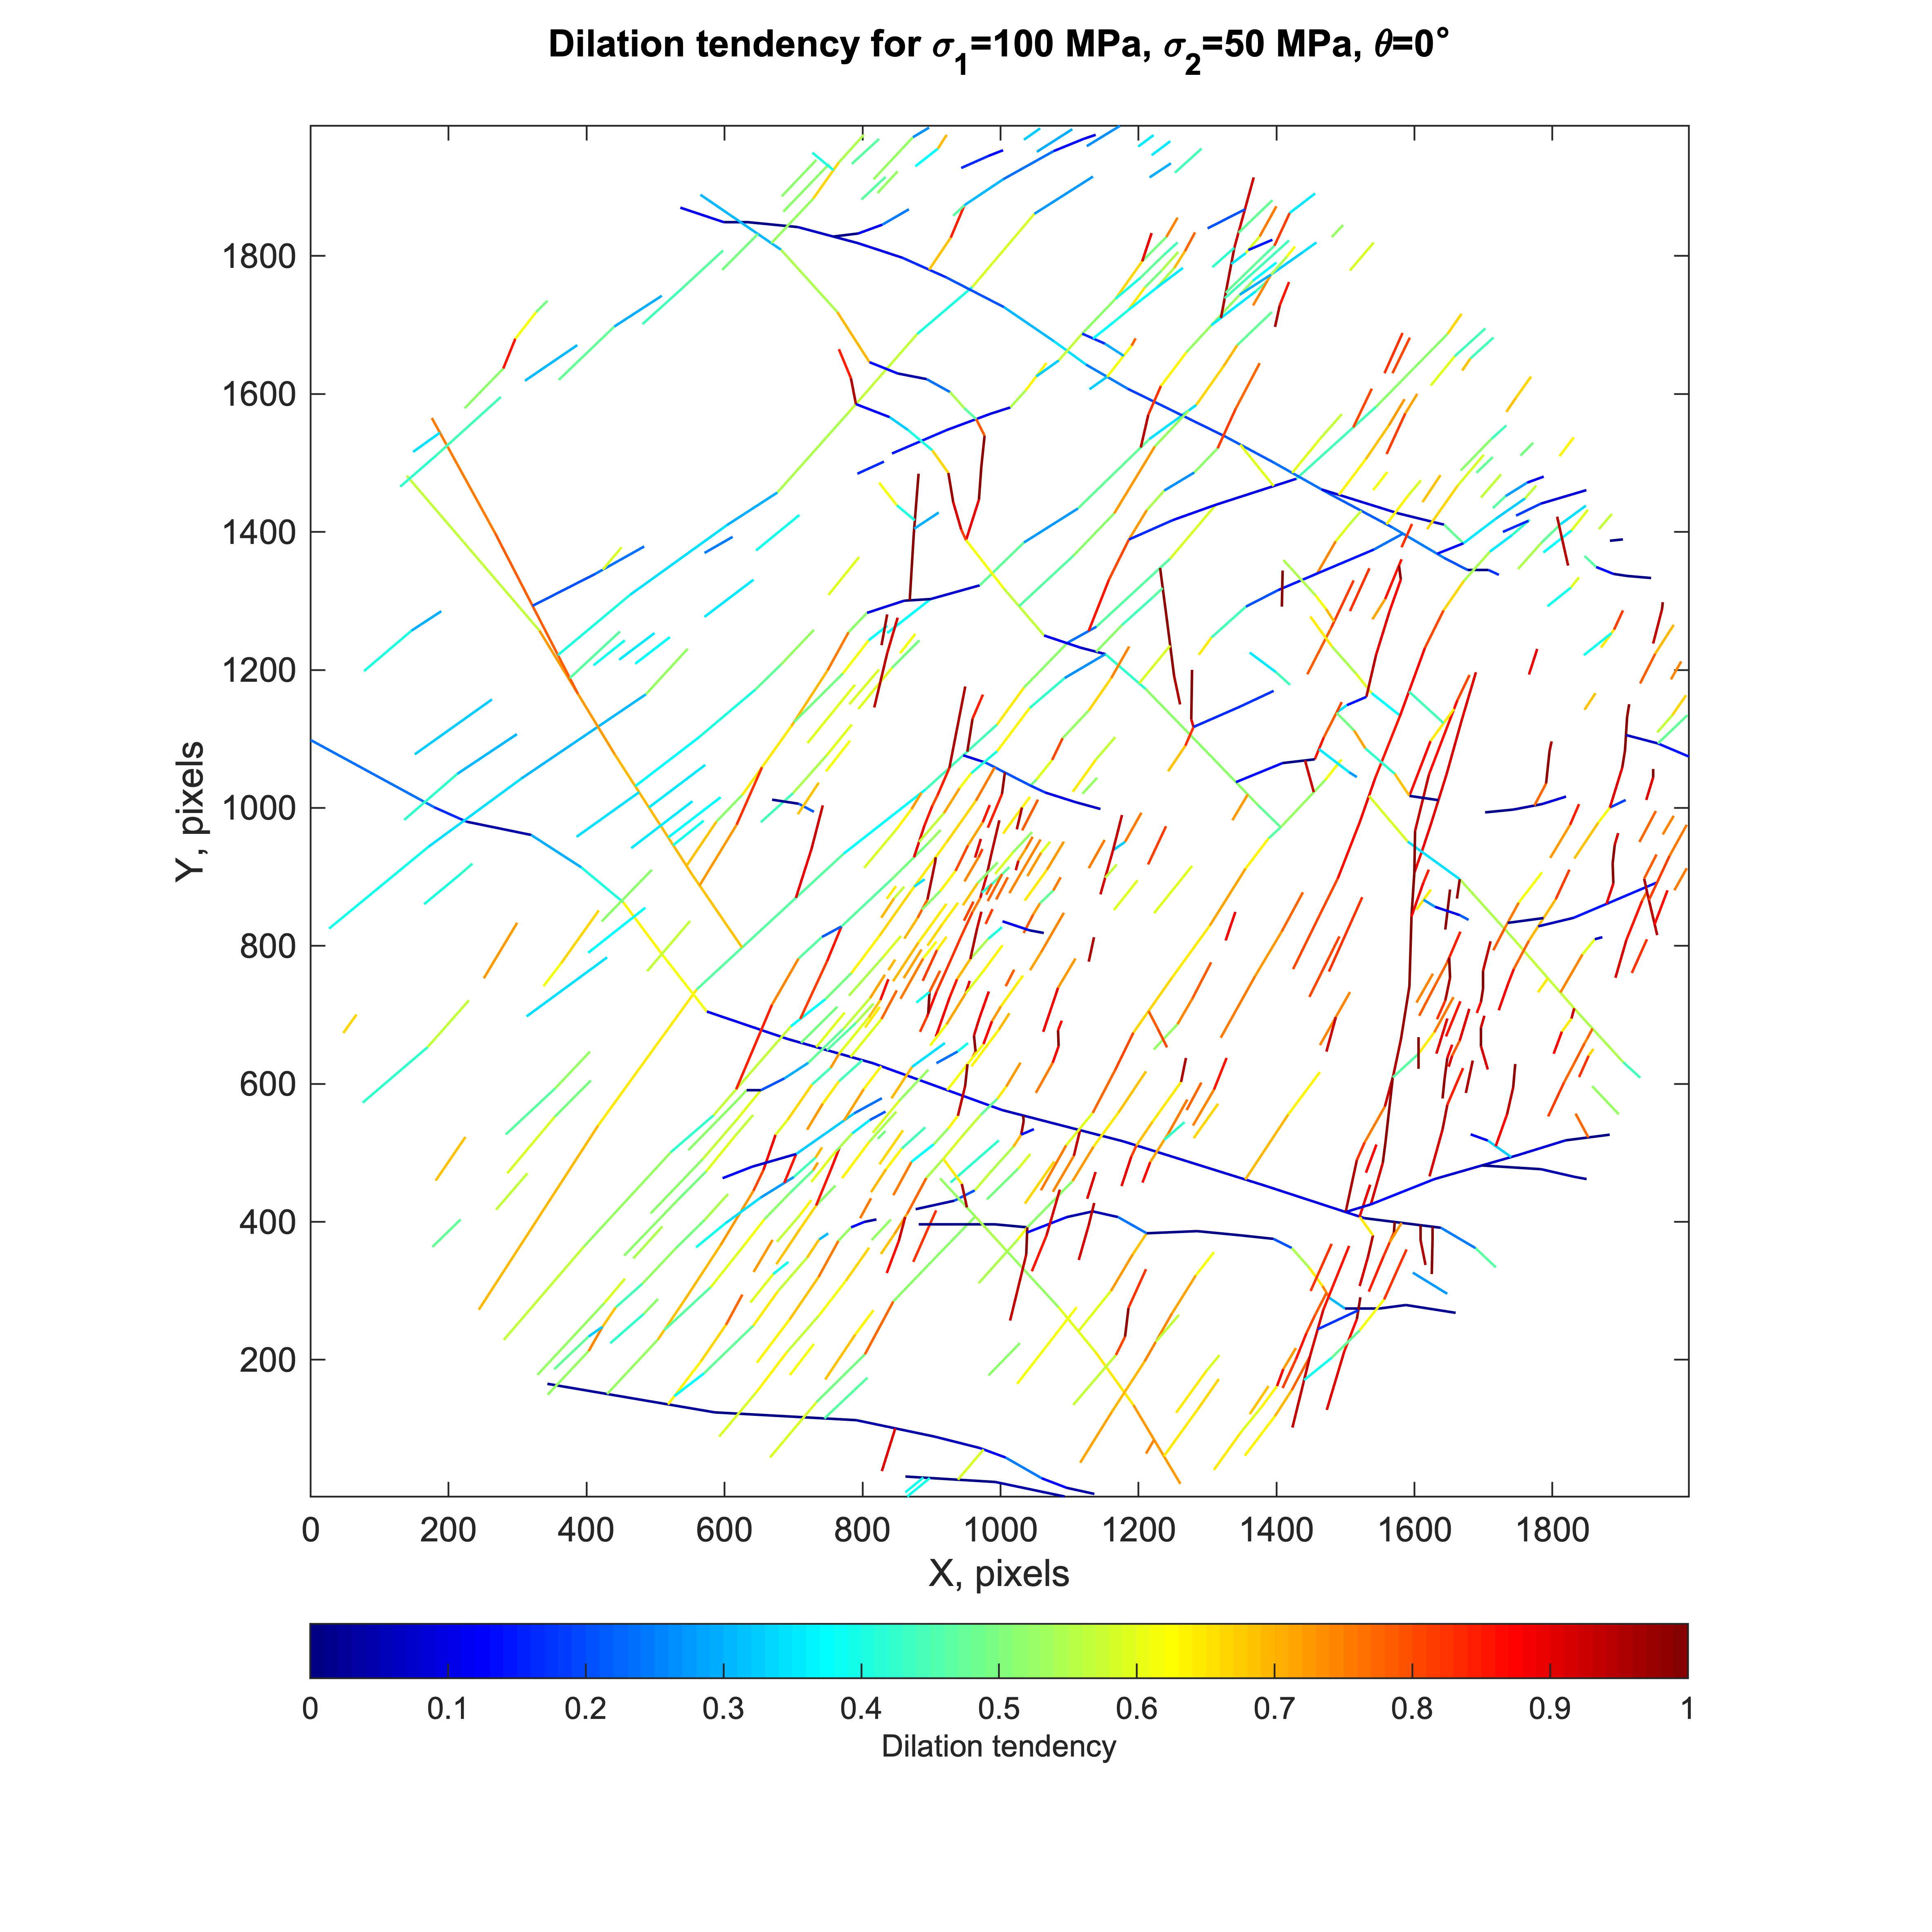 Dilation tendency for σ1=100 MPa, σ2=50 MPa, θ=0°
1800
1600
1400
1200
1000
800
600
400
200
Y, pixels
0 200 400 600 800 1000 1200 1400 1600 1800
X, pixels
0 0.1 0.2 0.3 0.4 0.5 0.6 0.7 0.8 0.9 1
Dilation tendency